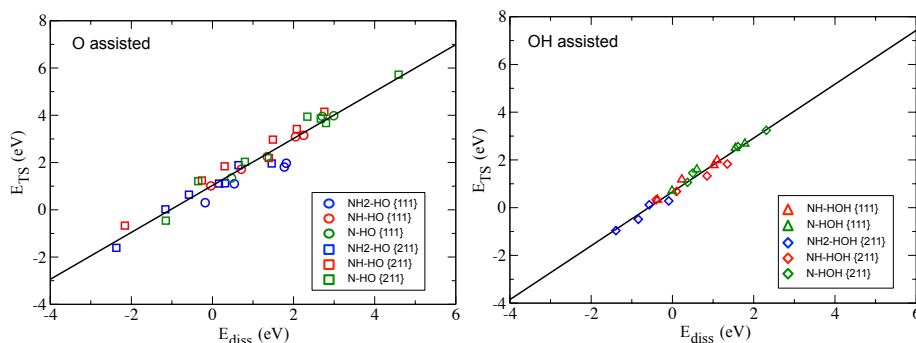 O assisted
E_TS (eV)
8
6
4
2
0
-2
-4
-4
-2
0
2
4
6
E_diss (eV)
NH2-HO {111}
NH-HO {111}
N-HO {111}
NH2-HO {211}
NH-HO {211}
N-HO {211}
OH assisted
E_TS (eV)
8
6
4
2
0
-2
-4
-4
-2
0
2
4
6
E_diss (eV)
NH-HOH {111}
N-HOH {111}
NH2-HOH {211}
NH-HOH {211}
N-HOH {211}